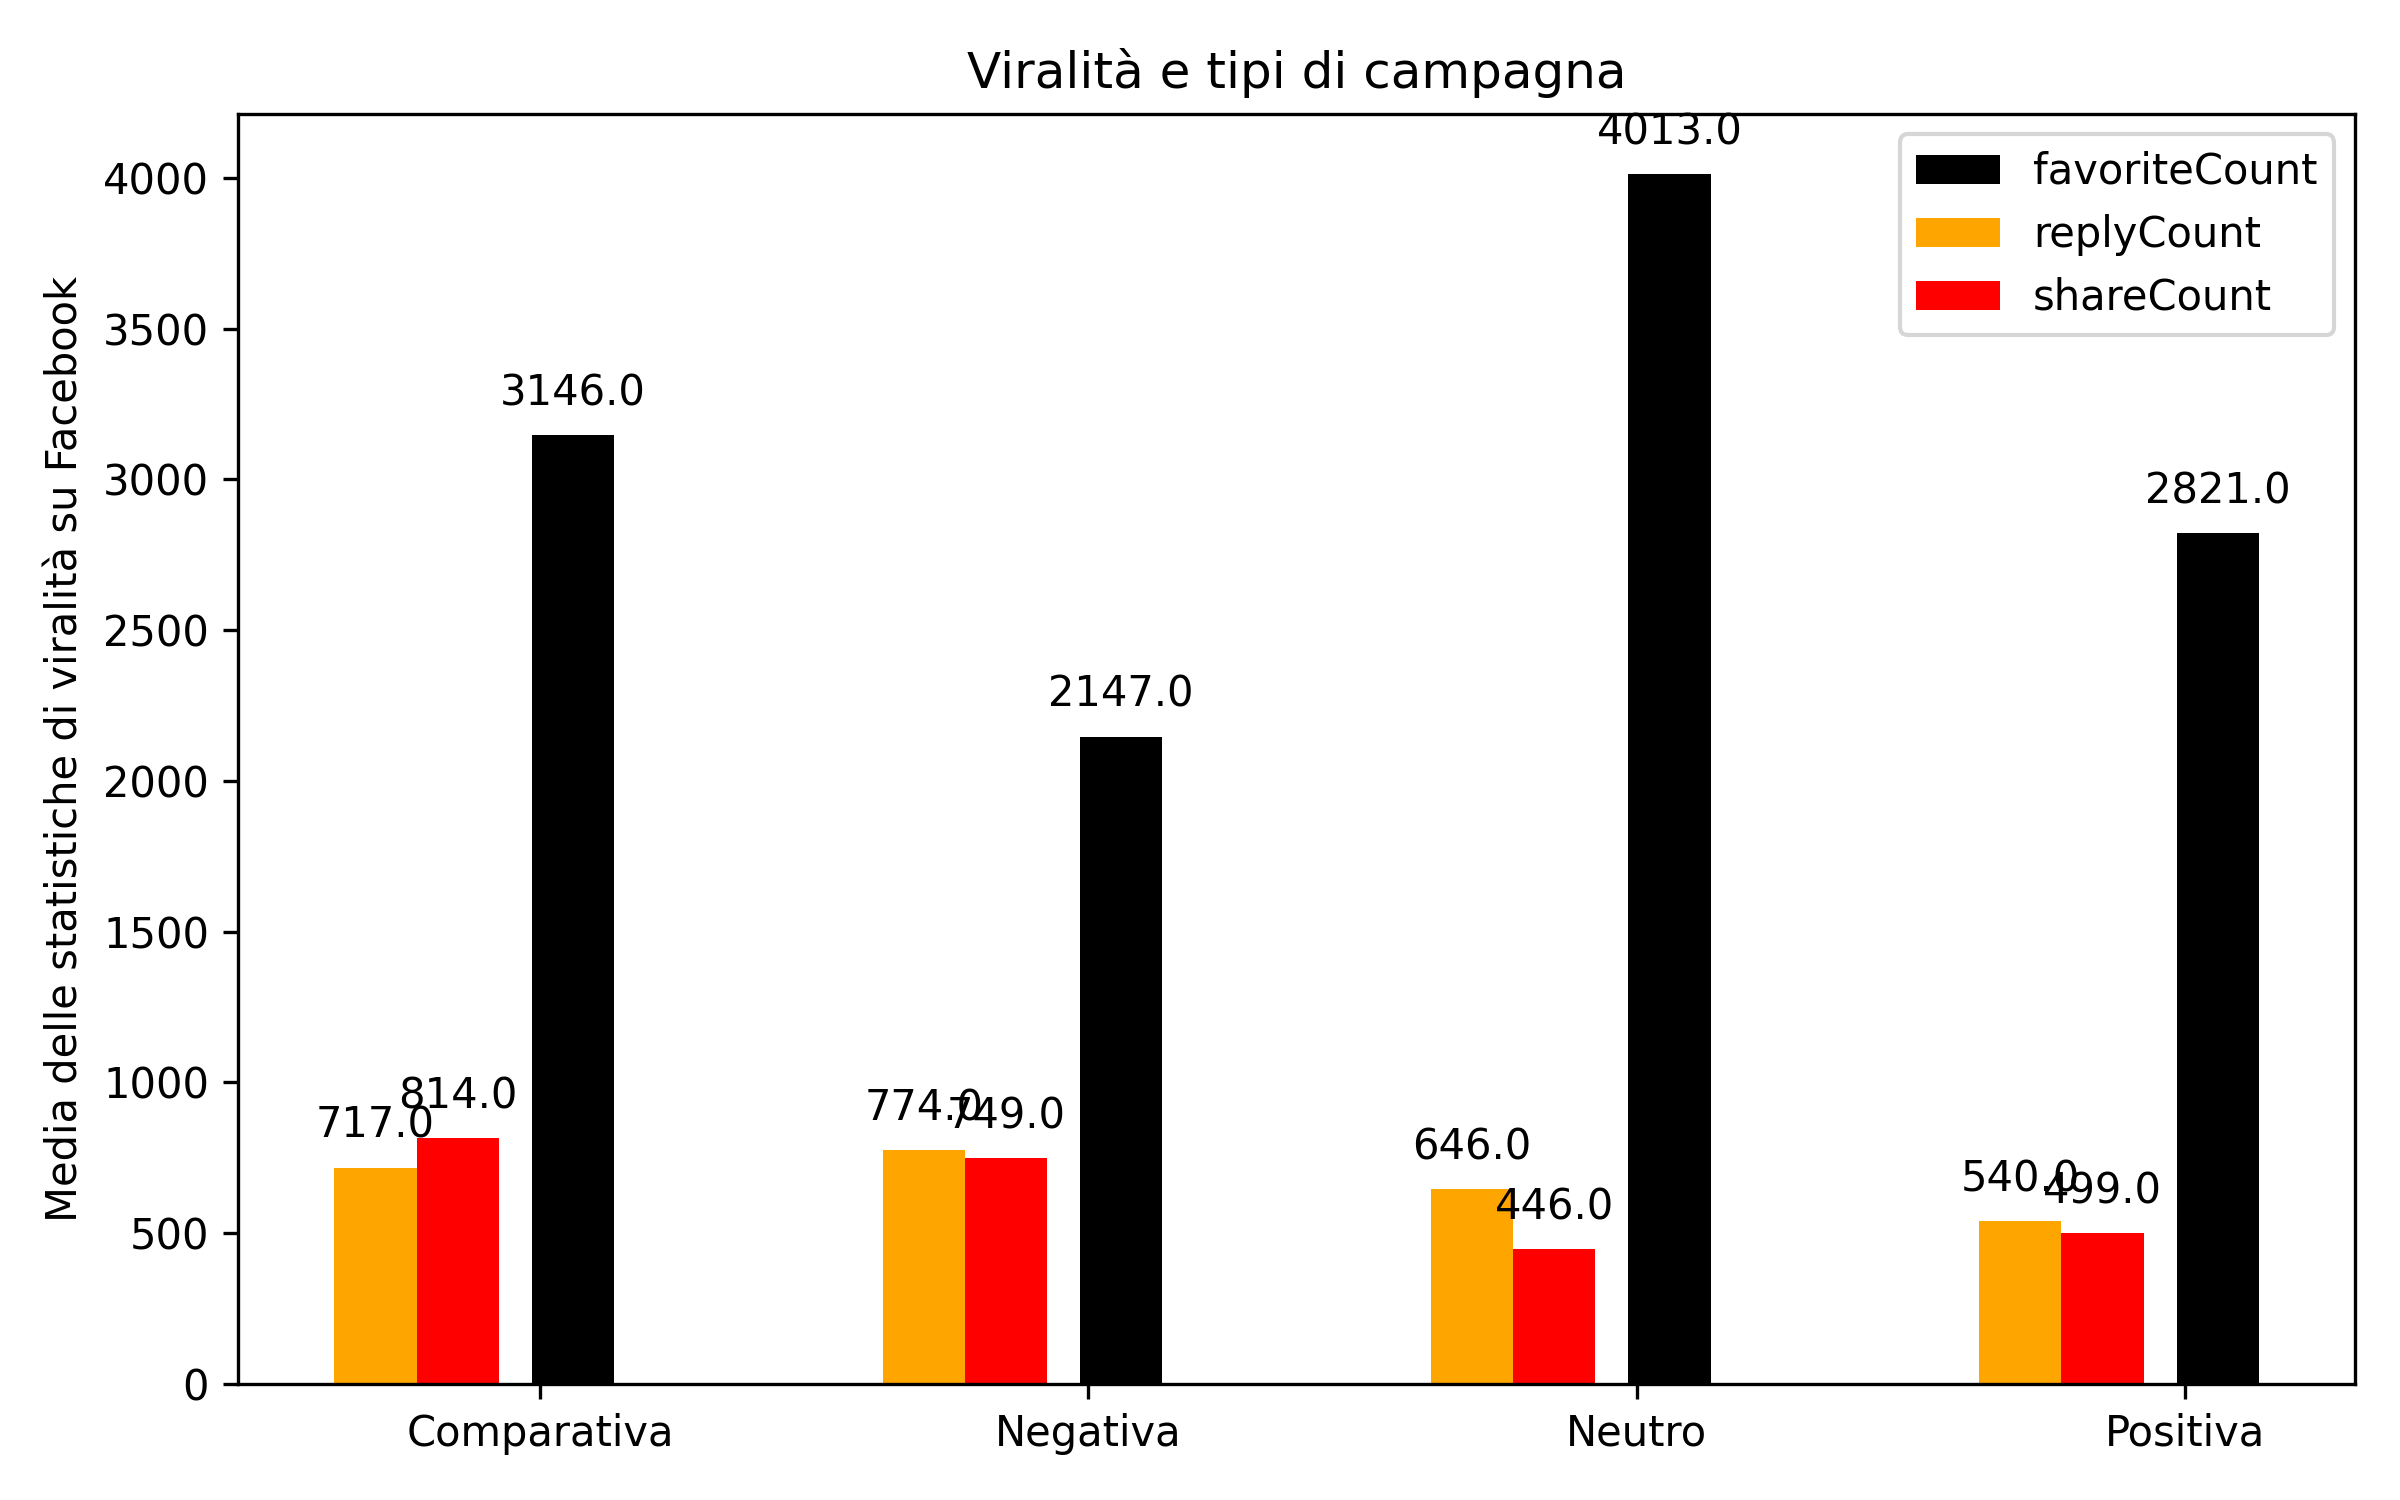 Viralità e tipi di campagna
Media delle statistiche di viralità su Facebook
4000
3500
3000
2500
2000
1500
1000
500
0
favoriteCount
replyCount
shareCount
717.0
814.0
3146.0
774.0
749.0
2147.0
646.0
446.0
4013.0
540.0
499.0
2821.0
Comparativa
Negativa
Neutro
Positiva